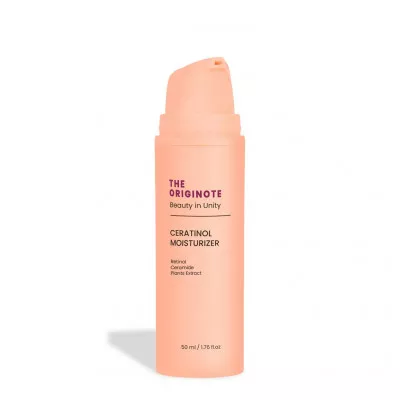 THE
ORIGINOTE
Beauty in Unity
CERATINOL
MOISTURIZER
Retinol
Ceramide
Plants Extract
50 ml / 1.76 fl.oz